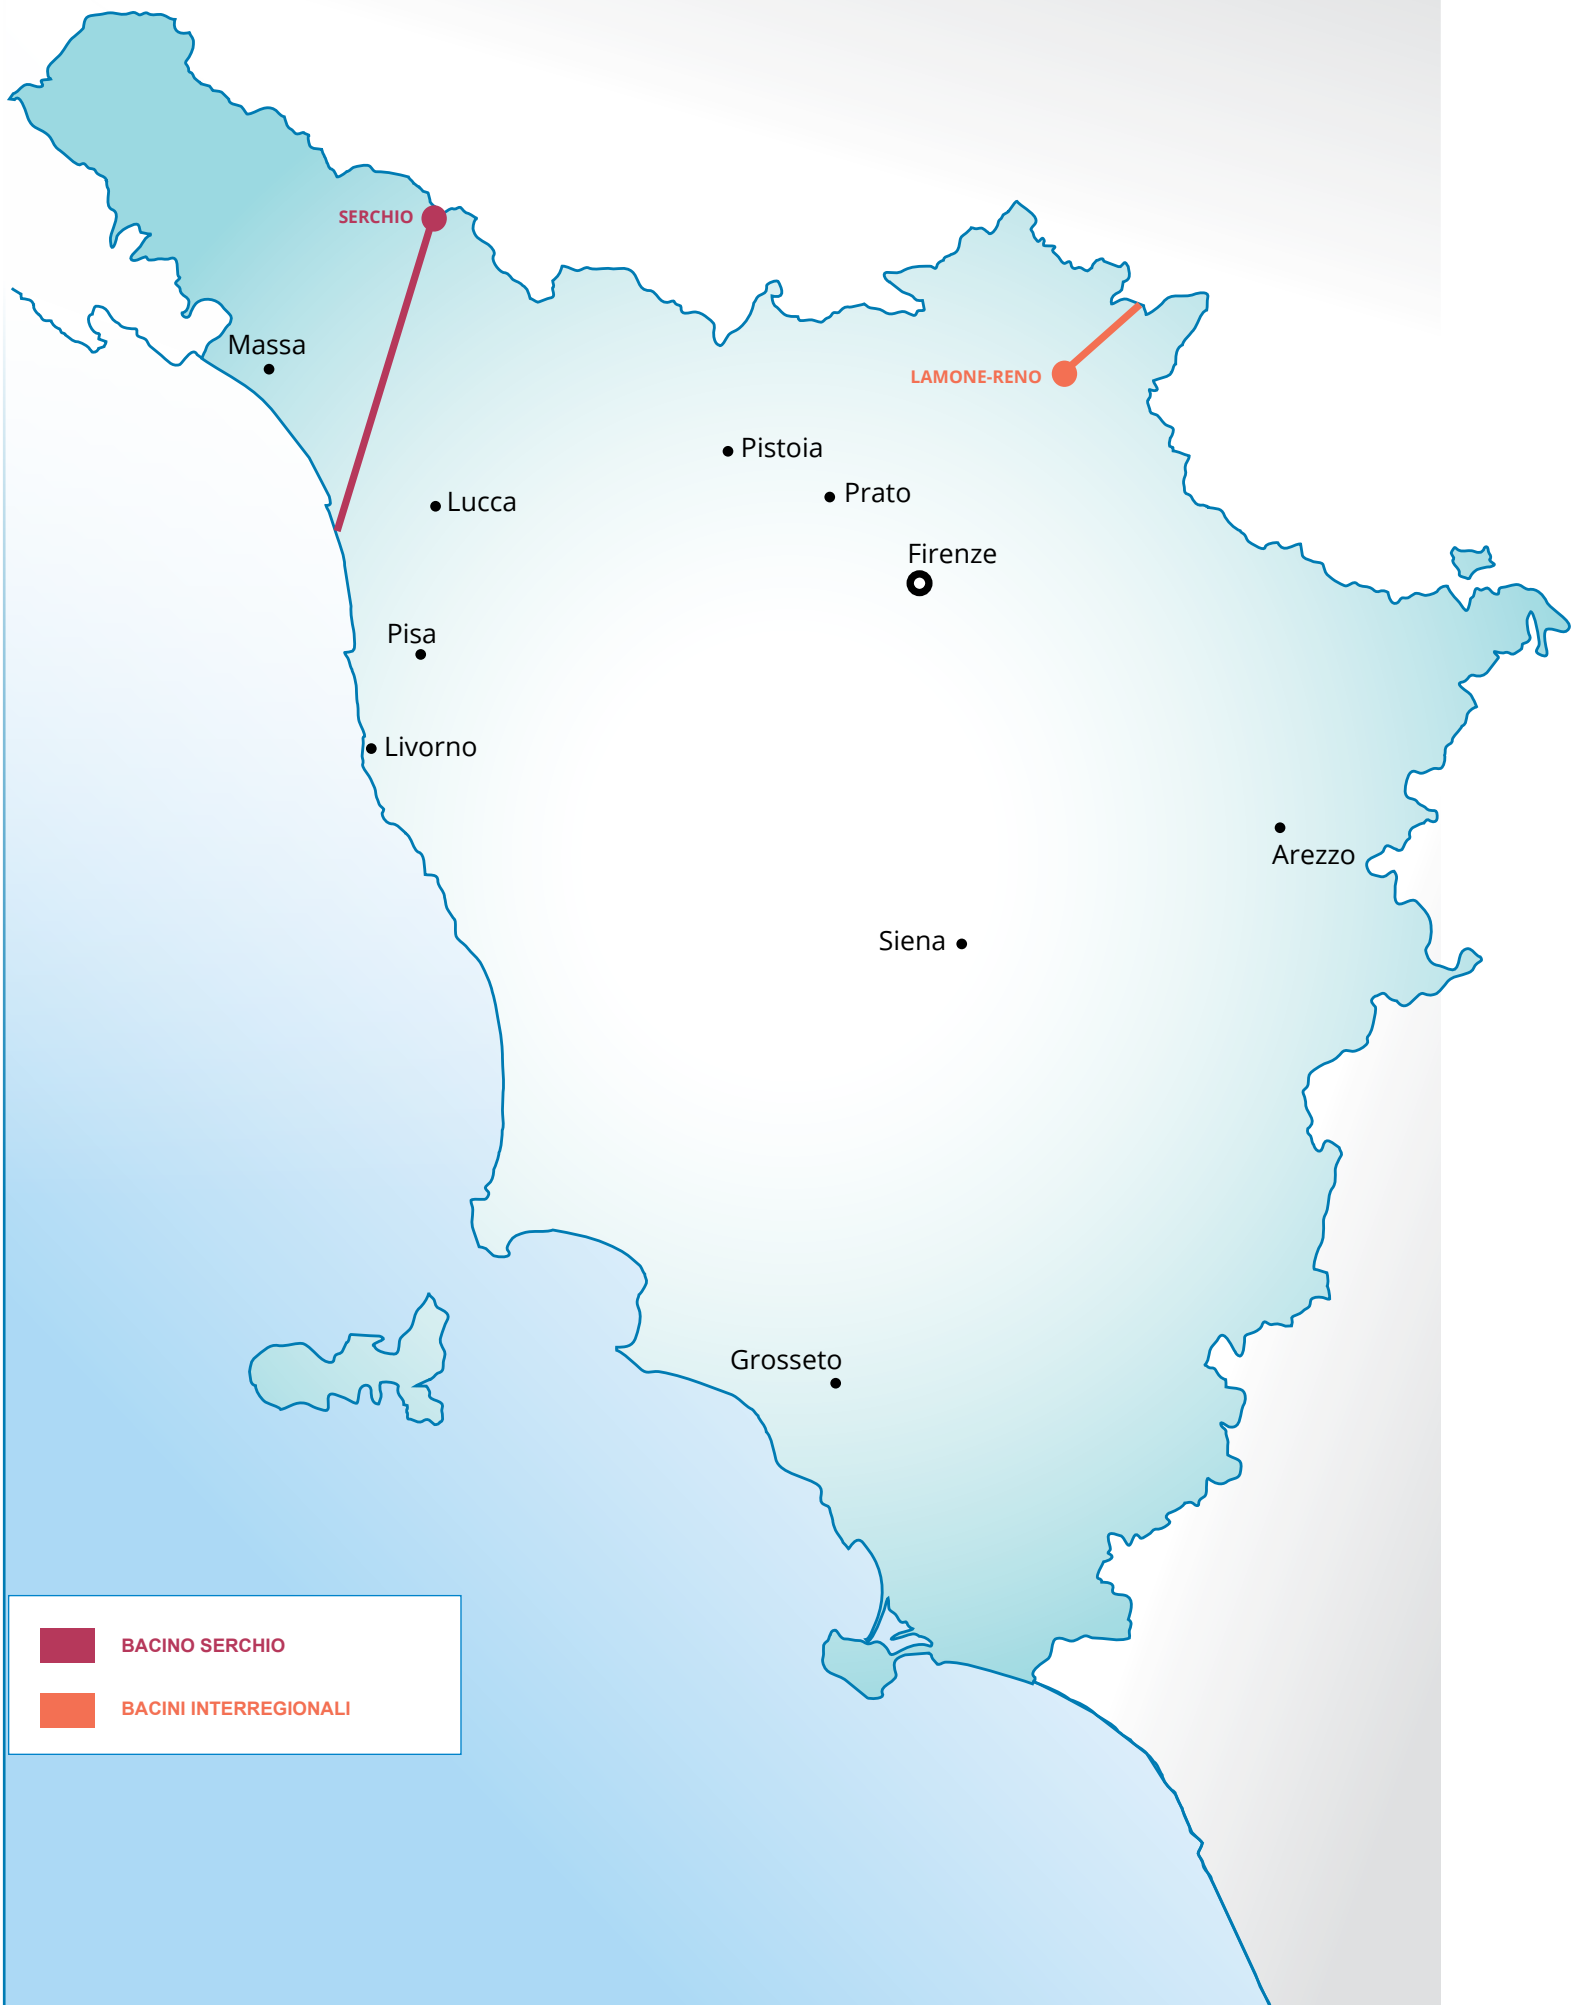 SERCHIO
Massa
LAMONE-RENO
Pistoia
Prato
Lucca
Firenze
Pisa
Livorno
Arezzo
Siena
Grosseto
BACINO SERCHIO
BACINI INTERREGIONALI